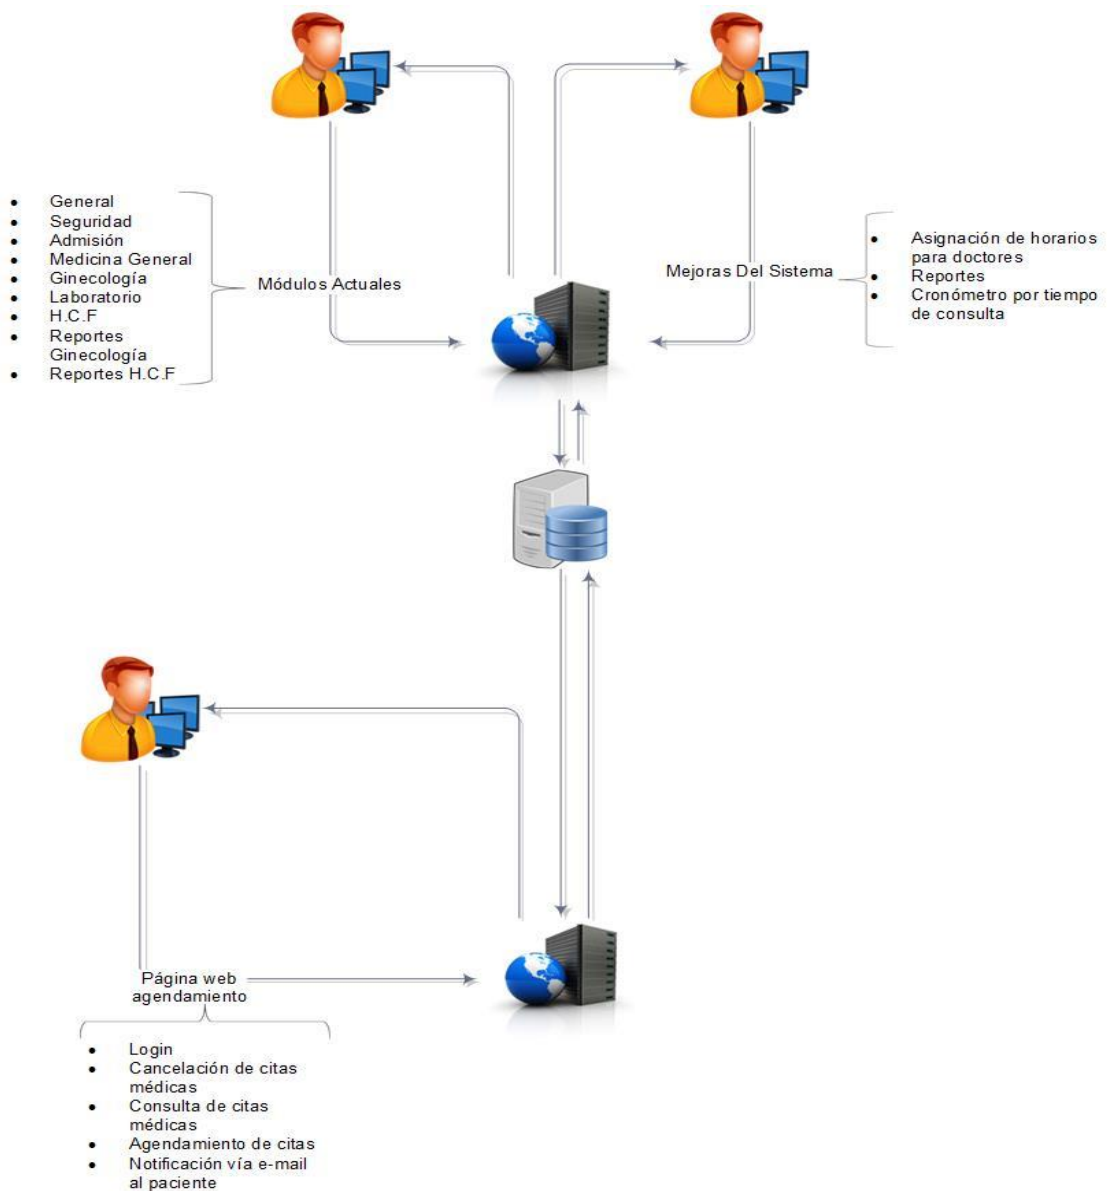 • General
• Seguridad
• Admisión
• Medicina General
• Ginecología
• Laboratorio
• H.C.F
• Reportes
Ginecología
• Reportes H.C.F
Módulos Actuales
Mejoras Del Sistema
• Asignación de horarios
para doctores
• Reportes
• Cronómetro por tiempo
de consulta
Página web
agendamiento
• Login
• Cancelación de citas
médicas
• Consulta de citas
médicas
• Agendamiento de citas
• Notificación vía e-mail
al paciente